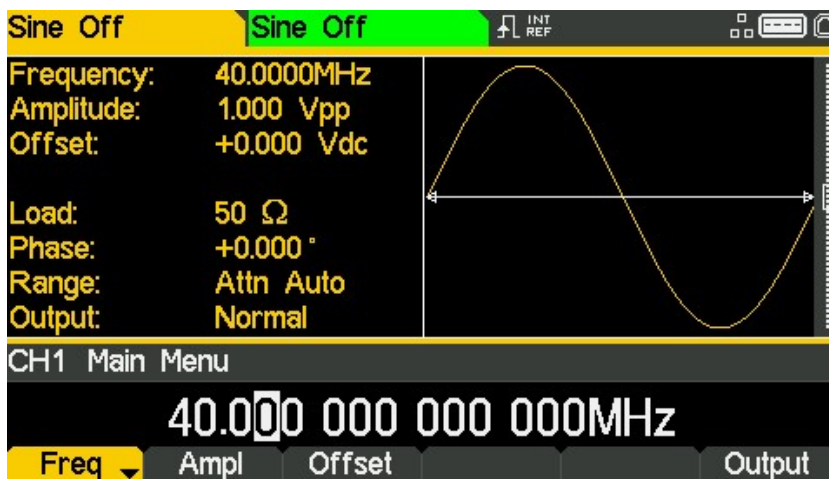 Sine Off Sine Off INT REF
Frequency: 40.0000MHz
Amplitude: 1.000 Vpp
Offset: +0.000 Vdc
Load: 50 Ω
Phase: +0.000 °
Range: Attn Auto
Output: Normal
CH1 Main Menu
40.000 000 000 000MHz
Freq Ampl Offset Output